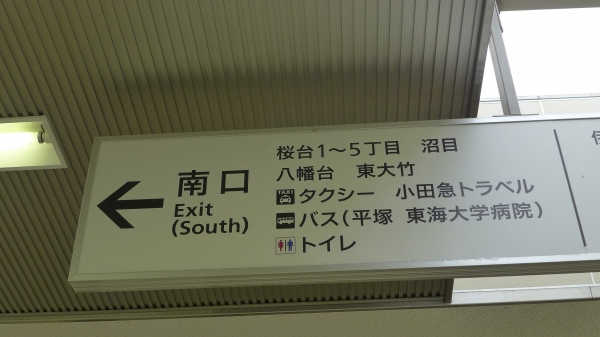 南口
Exit
(South)
桜台1～5丁目　沼目
八幡台　東大竹
TAXI タクシー　小田急トラベル
バス(平塚 東海大学病院)
トイレ